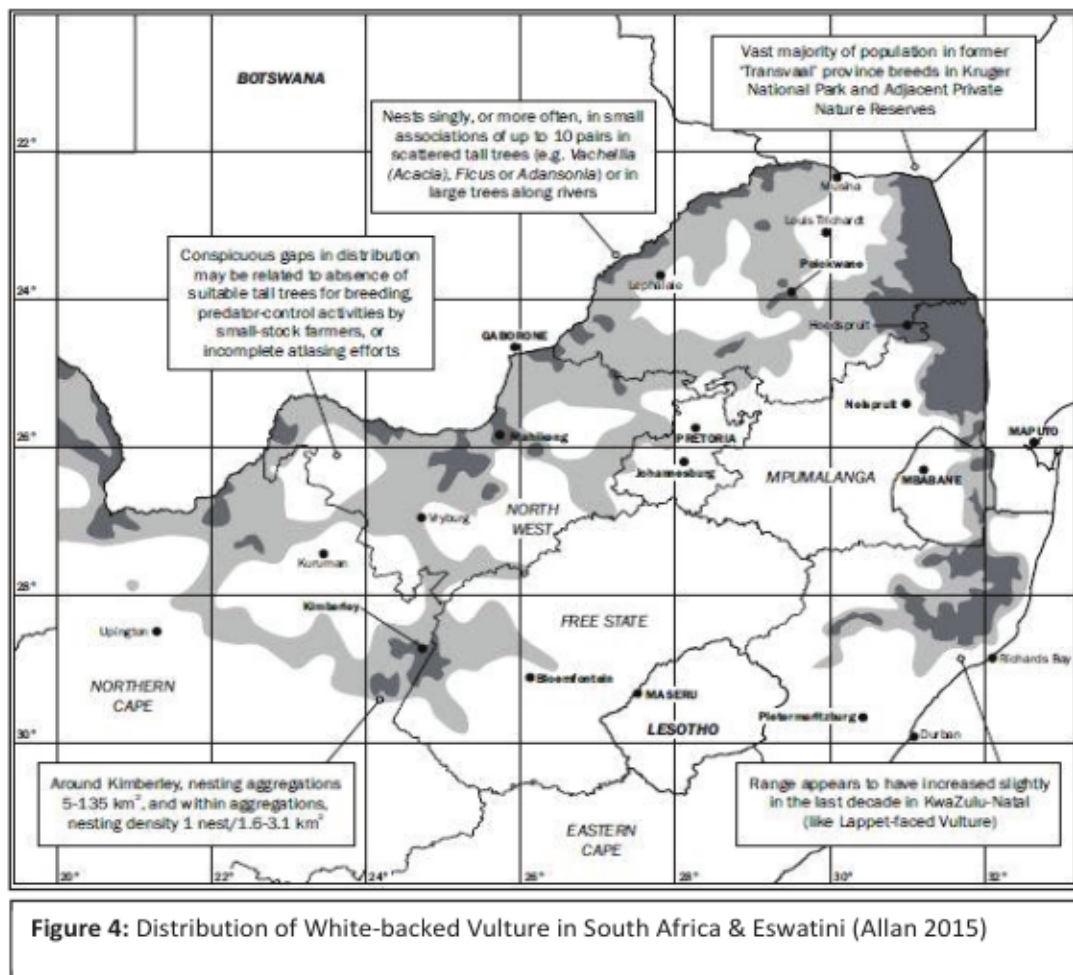 BOTSWANA
Vast majority of population in former
'Transvaal' province breeds in Kruger
National Park and Adjacent Private
Nature Reserves
Nests singly, or more often, in small
associations of up to 10 pairs in
scattered tall trees (e.g. Vachellia
(Acacia), Ficus or Adansonia) or in
large trees along rivers
22°
Musina
Louis Trichardt
Conspicuous gaps in distribution
may be related to absence of
suitable tall trees for breeding,
predator-control activities by
small-stock farmers, or
incomplete atlasing efforts
Polokwane
Lephalale
24°
Hoedspruit
GABORONE
Nelspruit
26°
Mahikeng
PRETORIA
MAPUTO
Johannesburg
MPUMALANGA
MBABANE
Vryburg
NORTH
WEST
Kuruman
28°
Kimberley
FREE STATE
Upington
Richards Bay
NORTHERN
CAPE
Bloemfontein
MASERU
LESOTHO
Pietermaritzburg
Durban
30°
Around Kimberley, nesting aggregations
5-135 km², and within aggregations,
nesting density 1 nest/1.6-3.1 km²
Range appears to have increased slightly
in the last decade in KwaZulu-Natal
(like Lappet-faced Vulture)
EASTERN
CAPE
20° 22° 24° 26° 28° 30° 32°
Figure 4: Distribution of White-backed Vulture in South Africa & Eswatini (Allan 2015)